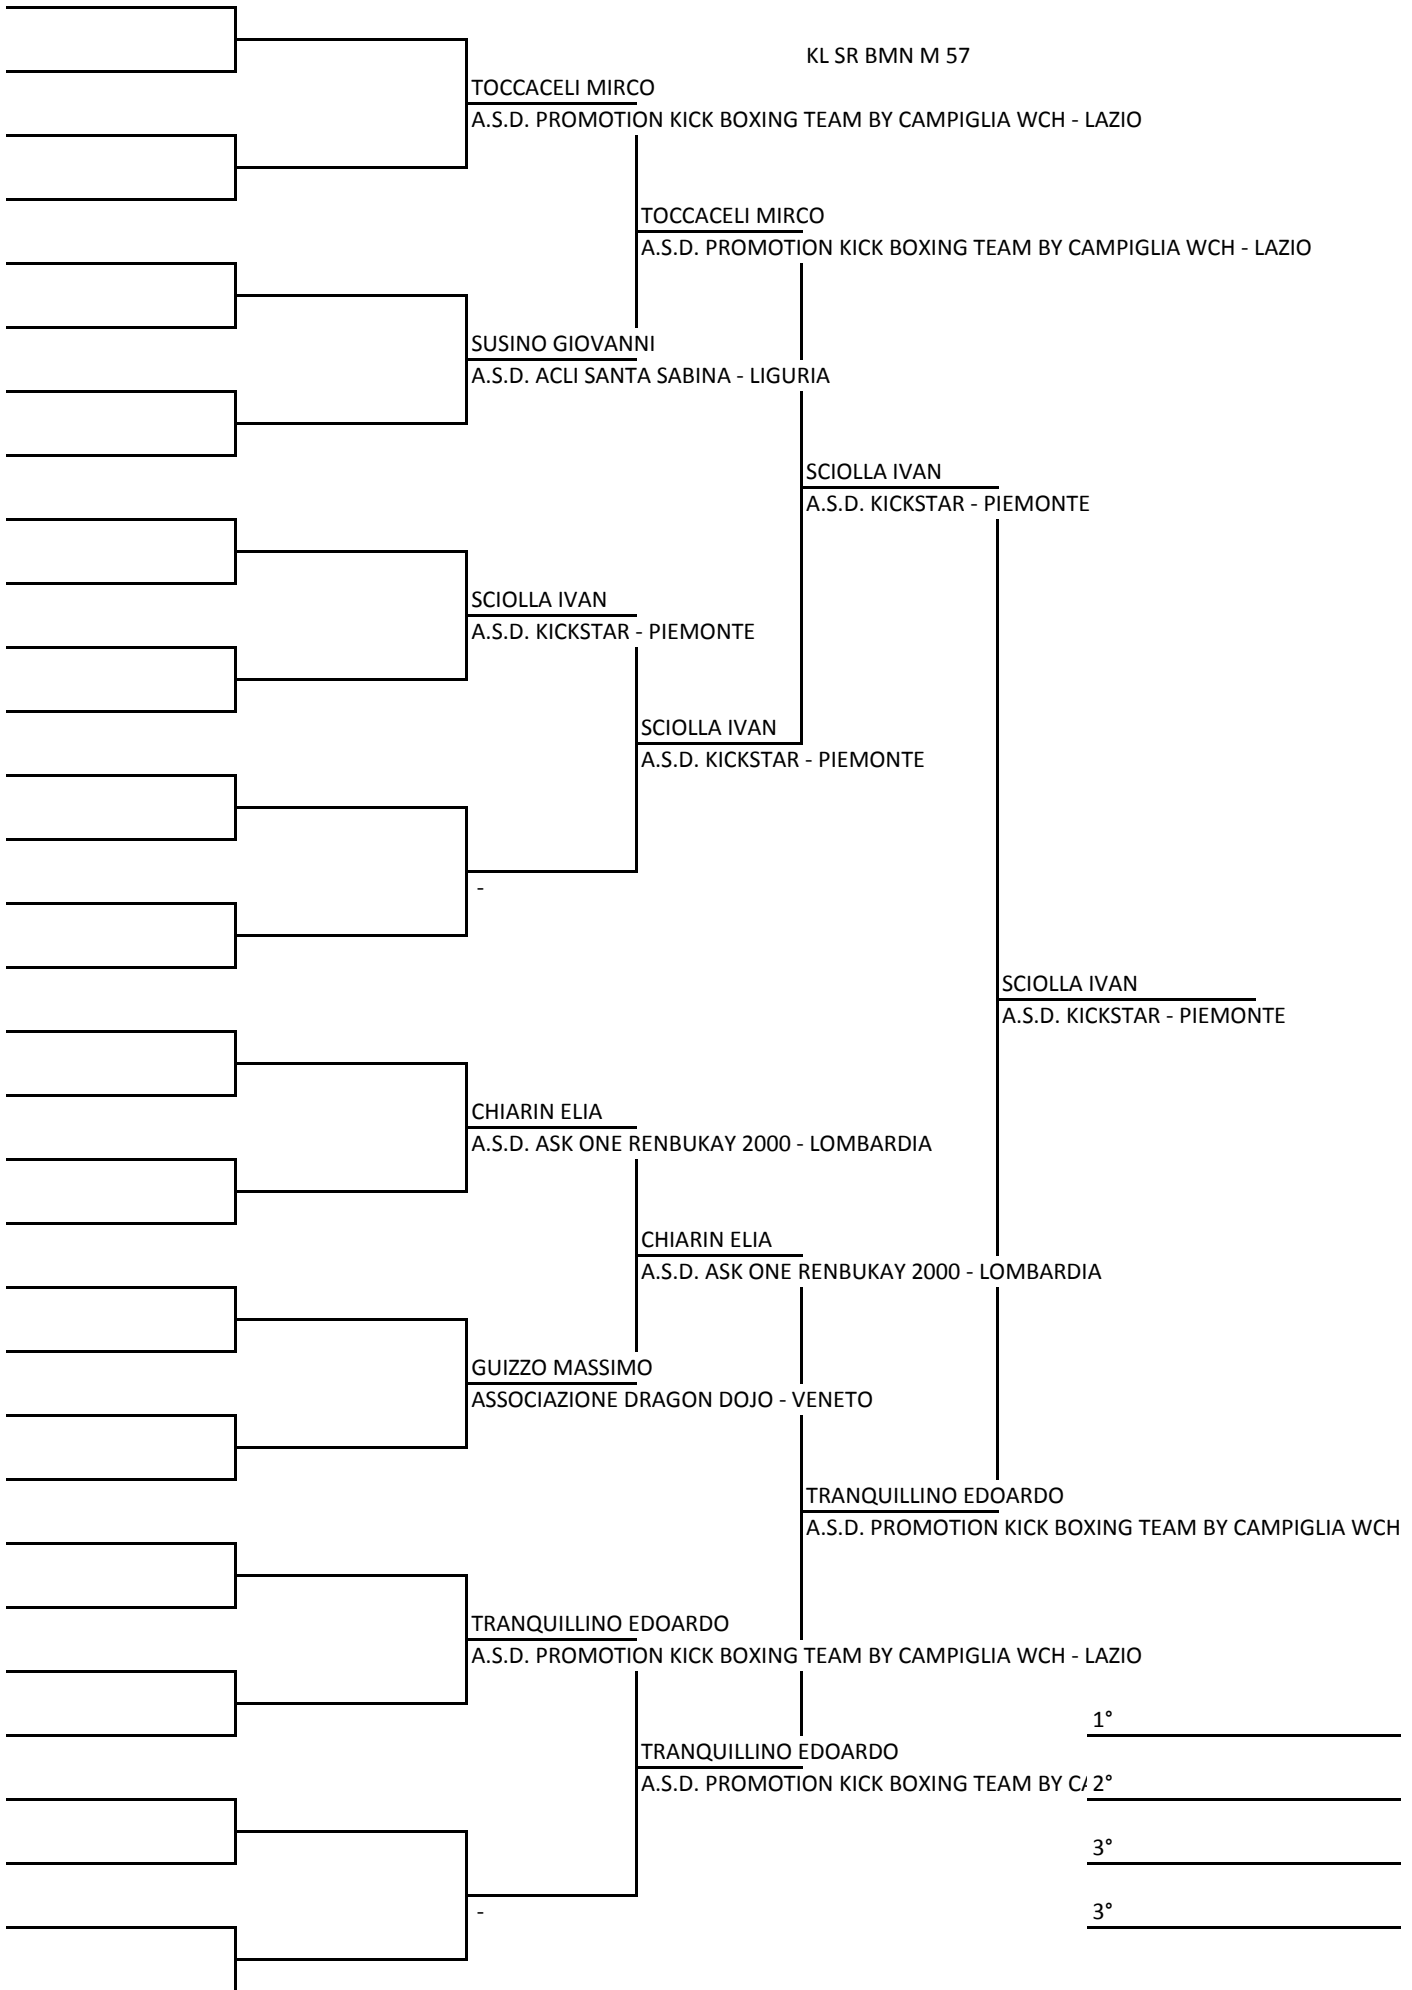 KL SR BMN M 57
TOCCACELI MIRCO
A.S.D. PROMOTION KICK BOXING TEAM BY CAMPIGLIA WCH - LAZIO
TOCCACELI MIRCO
A.S.D. PROMOTION KICK BOXING TEAM BY CAMPIGLIA WCH - LAZIO
SUSINO GIOVANNI
A.S.D. ACLI SANTA SABINA - LIGURIA
SCIOLLA IVAN
A.S.D. KICKSTAR - PIEMONTE
SCIOLLA IVAN
A.S.D. KICKSTAR - PIEMONTE
SCIOLLA IVAN
A.S.D. KICKSTAR - PIEMONTE
-
SCIOLLA IVAN
A.S.D. KICKSTAR - PIEMONTE
CHIARIN ELIA
A.S.D. ASK ONE RENBUKAY 2000 - LOMBARDIA
CHIARIN ELIA
A.S.D. ASK ONE RENBUKAY 2000 - LOMBARDIA
GUIZZO MASSIMO
ASSOCIAZIONE DRAGON DOJO - VENETO
TRANQUILLINO EDOARDO
A.S.D. PROMOTION KICK BOXING TEAM BY CAMPIGLIA WCH
TRANQUILLINO EDOARDO
A.S.D. PROMOTION KICK BOXING TEAM BY CAMPIGLIA WCH - LAZIO
1°
TRANQUILLINO EDOARDO
A.S.D. PROMOTION KICK BOXING TEAM BY CA
2°
3°
3°
-